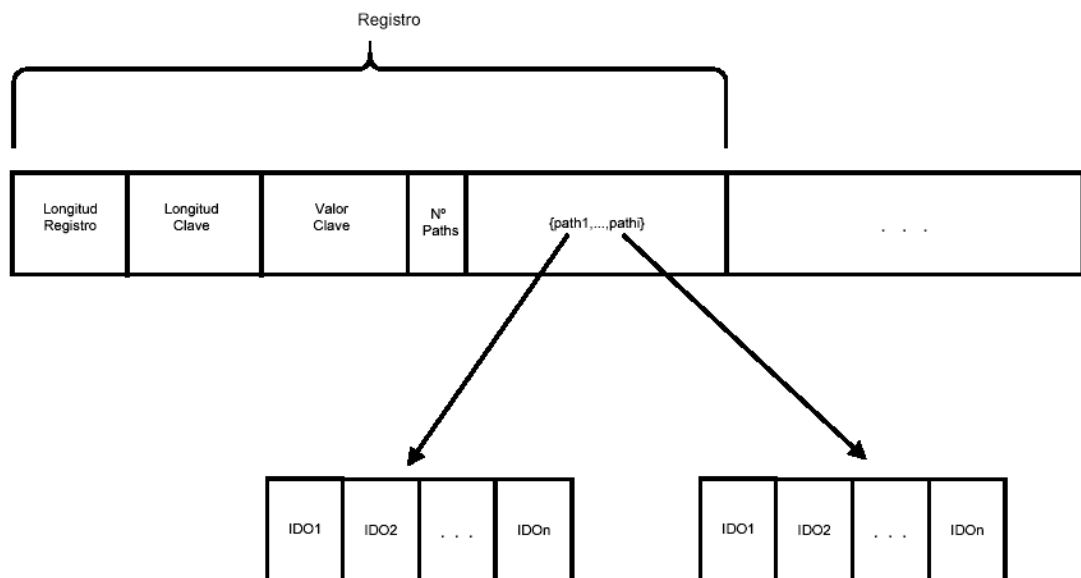 Registro
Longitud
Registro
Longitud
Clave
Valor
Clave
Nº
Paths
{path1,...,pathi}
. . .
IDO1
IDO2
. . .
IDOn
IDO1
IDO2
. . .
IDOn